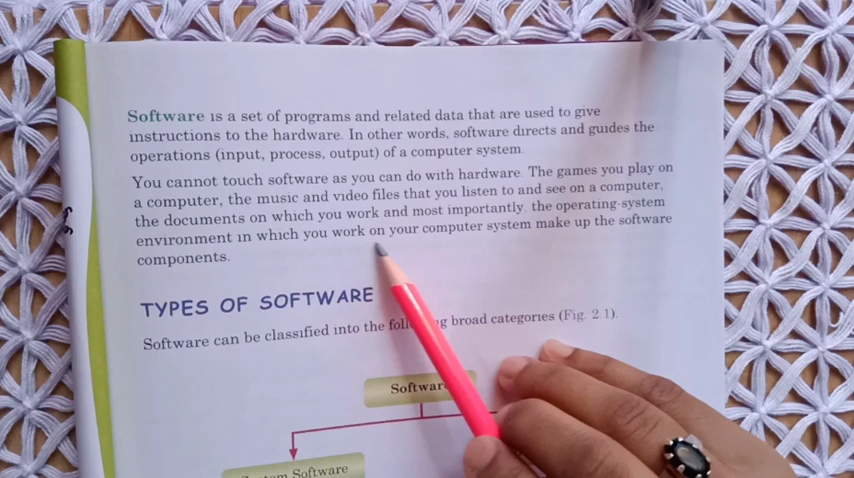 Software is a set of programs and related data that are used to give
instructions to the hardware. In other words, software directs and guides the
operations (input, process, output) of a computer system.
You cannot touch software as you can do with hardware. The games you play on
a computer, the music and video files that you listen to and see on a computer,
the documents on which you work and most importantly, the operating-system
environment in which you work on your computer system make up the software
components.
TYPES OF SOFTWARE
Software can be classified into the broad categories (Fig. 2.1).
Software
Software